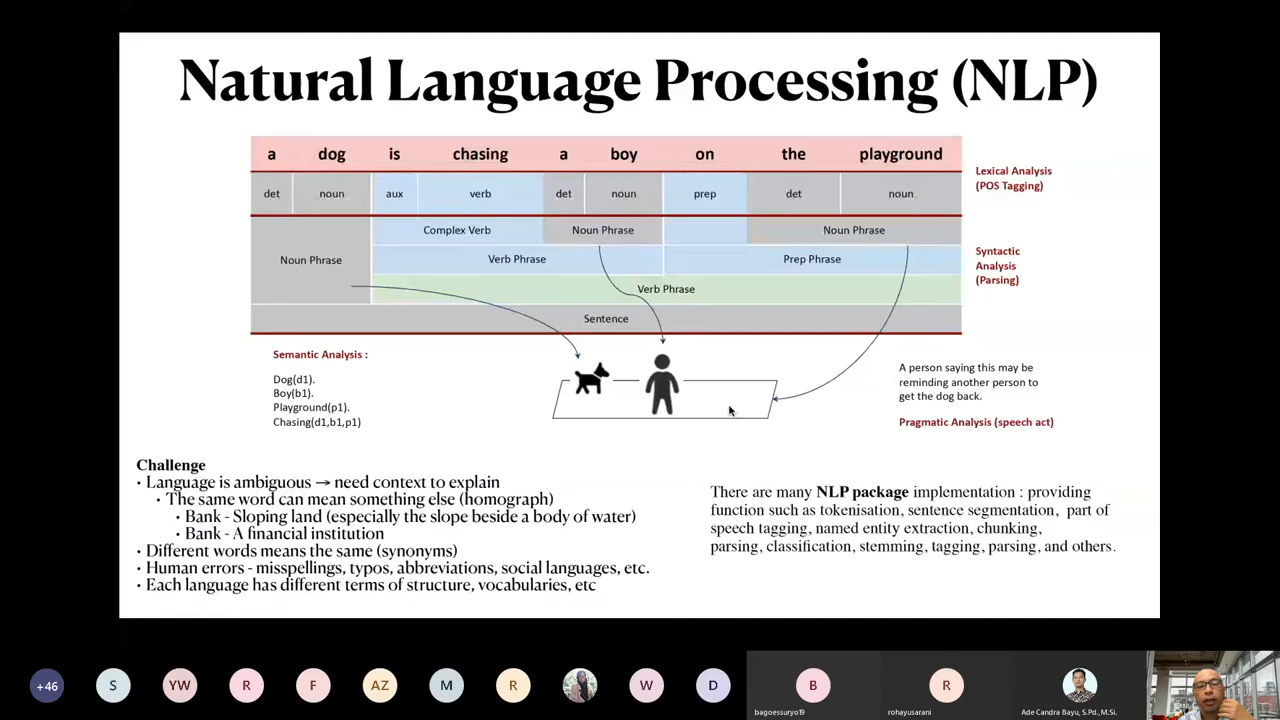 Natural Language Processing (NLP)
a dog is chasing a boy on the playground
Lexical Analysis
(POS Tagging)
det noun aux verb det noun prep det noun
Complex Verb Noun Phrase Noun Phrase
Noun Phrase
Verb Phrase Prep Phrase
Verb Phrase
Sentence
Syntactic
Analysis
(Parsing)
Semantic Analysis :
Dog(d1).
Boy(b1).
Playground(p1).
Chasing(d1,b1,p1)
A person saying this may be
reminding another person to
get the dog back.
Pragmatic Analysis (speech act)
Challenge
• Language is ambiguous → need context to explain
• The same word can mean something else (homograph)
• Bank - Sloping land (especially the slope beside a body of water)
• Bank - A financial institution
• Different words means the same (synonyms)
• Human errors - misspellings, typos, abbreviations, social languages, etc.
• Each language has different terms of structure, vocabularies, etc
There are many NLP package implementation : providing
function such as tokenisation, sentence segmentation, part of
speech tagging, named entity extraction, chunking,
parsing, classification, stemming, tagging, parsing, and others.
+46 S YW R F AZ M R W D B R
bagoessuryo19 rohayusarani Ade Candra Bayu, S.Pd., M.Si.